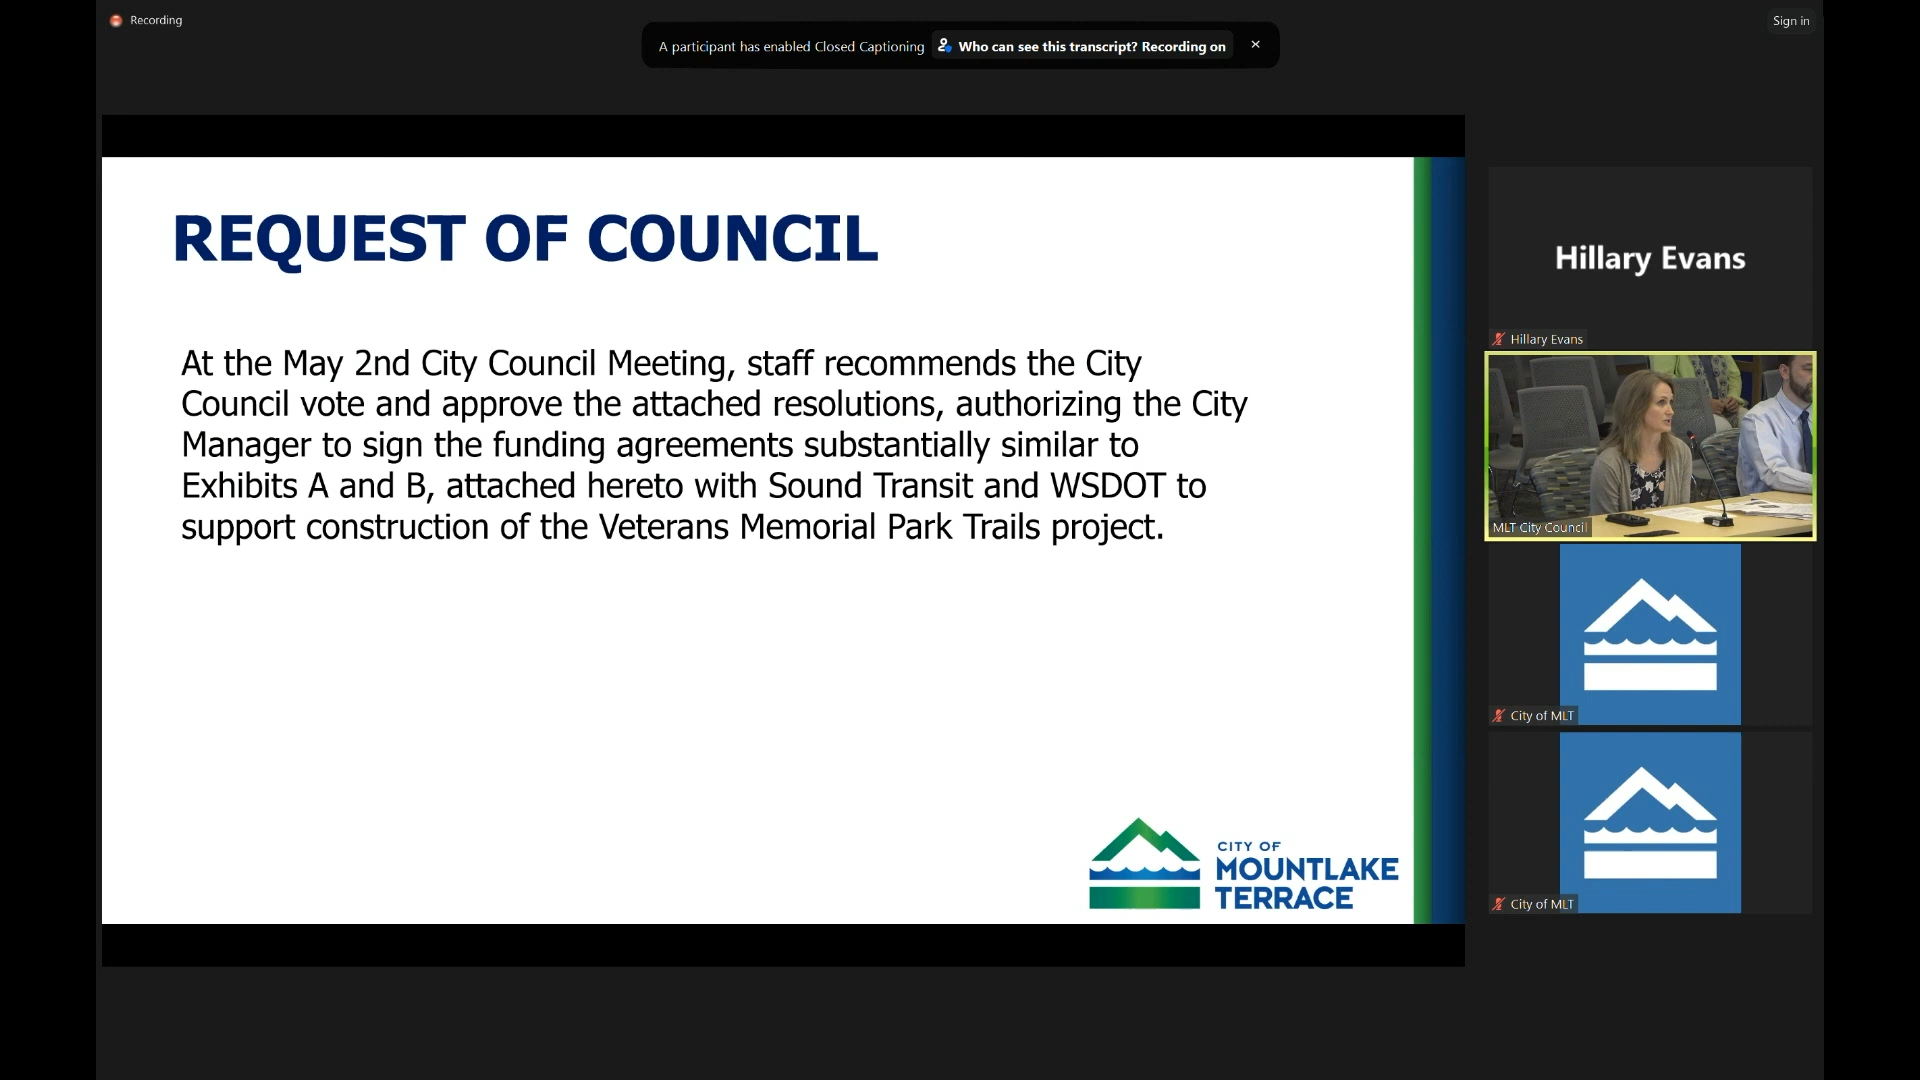 Recording
Sign in
A participant has enabled Closed Captioning
Who can see this transcript? Recording on
REQUEST OF COUNCIL
At the May 2nd City Council Meeting, staff recommends the City
Council vote and approve the attached resolutions, authorizing the City
Manager to sign the funding agreements substantially similar to
Exhibits A and B, attached hereto with Sound Transit and WSDOT to
support construction of the Veterans Memorial Park Trails project.
CITY OF
MOUNTLAKE
TERRACE
Hillary Evans
Hillary Evans
MLT City Council
City of MLT
City of MLT